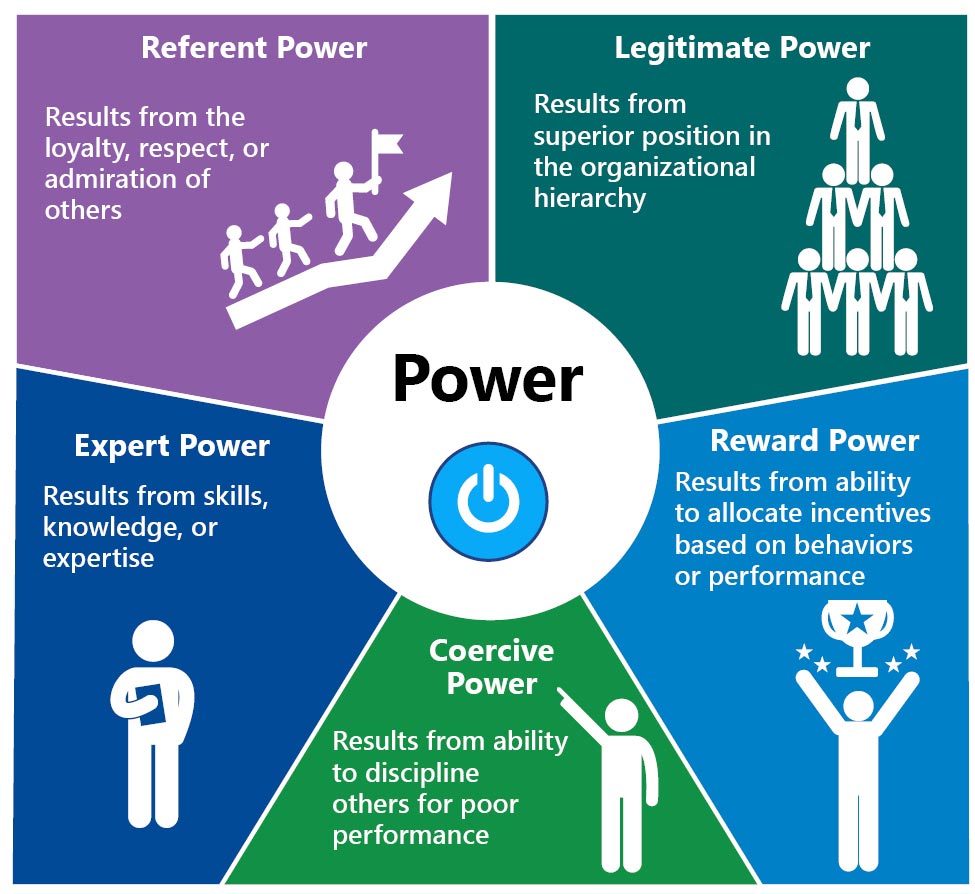 Referent Power
Results from the
loyalty, respect, or
admiration of
others
Legitimate Power
Results from
superior position in
the organizational
hierarchy
Power
Expert Power
Results from skills,
knowledge, or
expertise
Reward Power
Results from ability
to allocate incentives
based on behaviors
or performance
Coercive
Power
Results from ability
to discipline
others for poor
performance